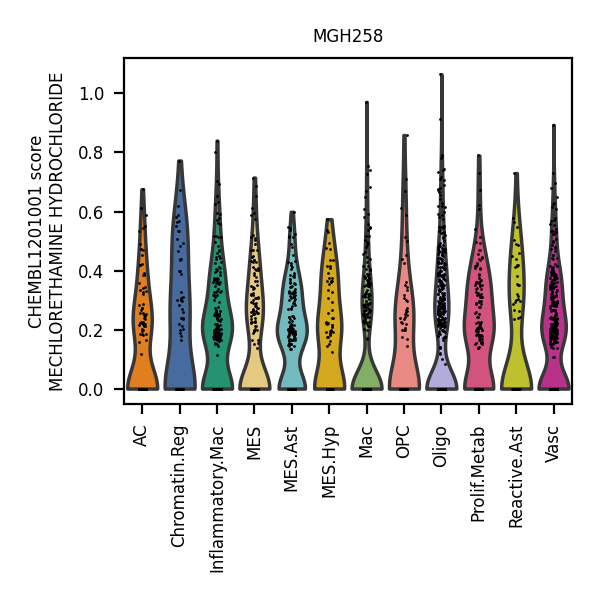 MGH258
CHEMBL1201001 score
MECHLORETHAMINE HYDROCHLORIDE
1.0
0.8
0.6
0.4
0.2
0.0
AC
Chromatin.Reg
Inflammatory.Mac
MES
MES.Ast
MES.Hyp
Mac
OPC
Oligo
Prolif.Metab
Reactive.Ast
Vasc